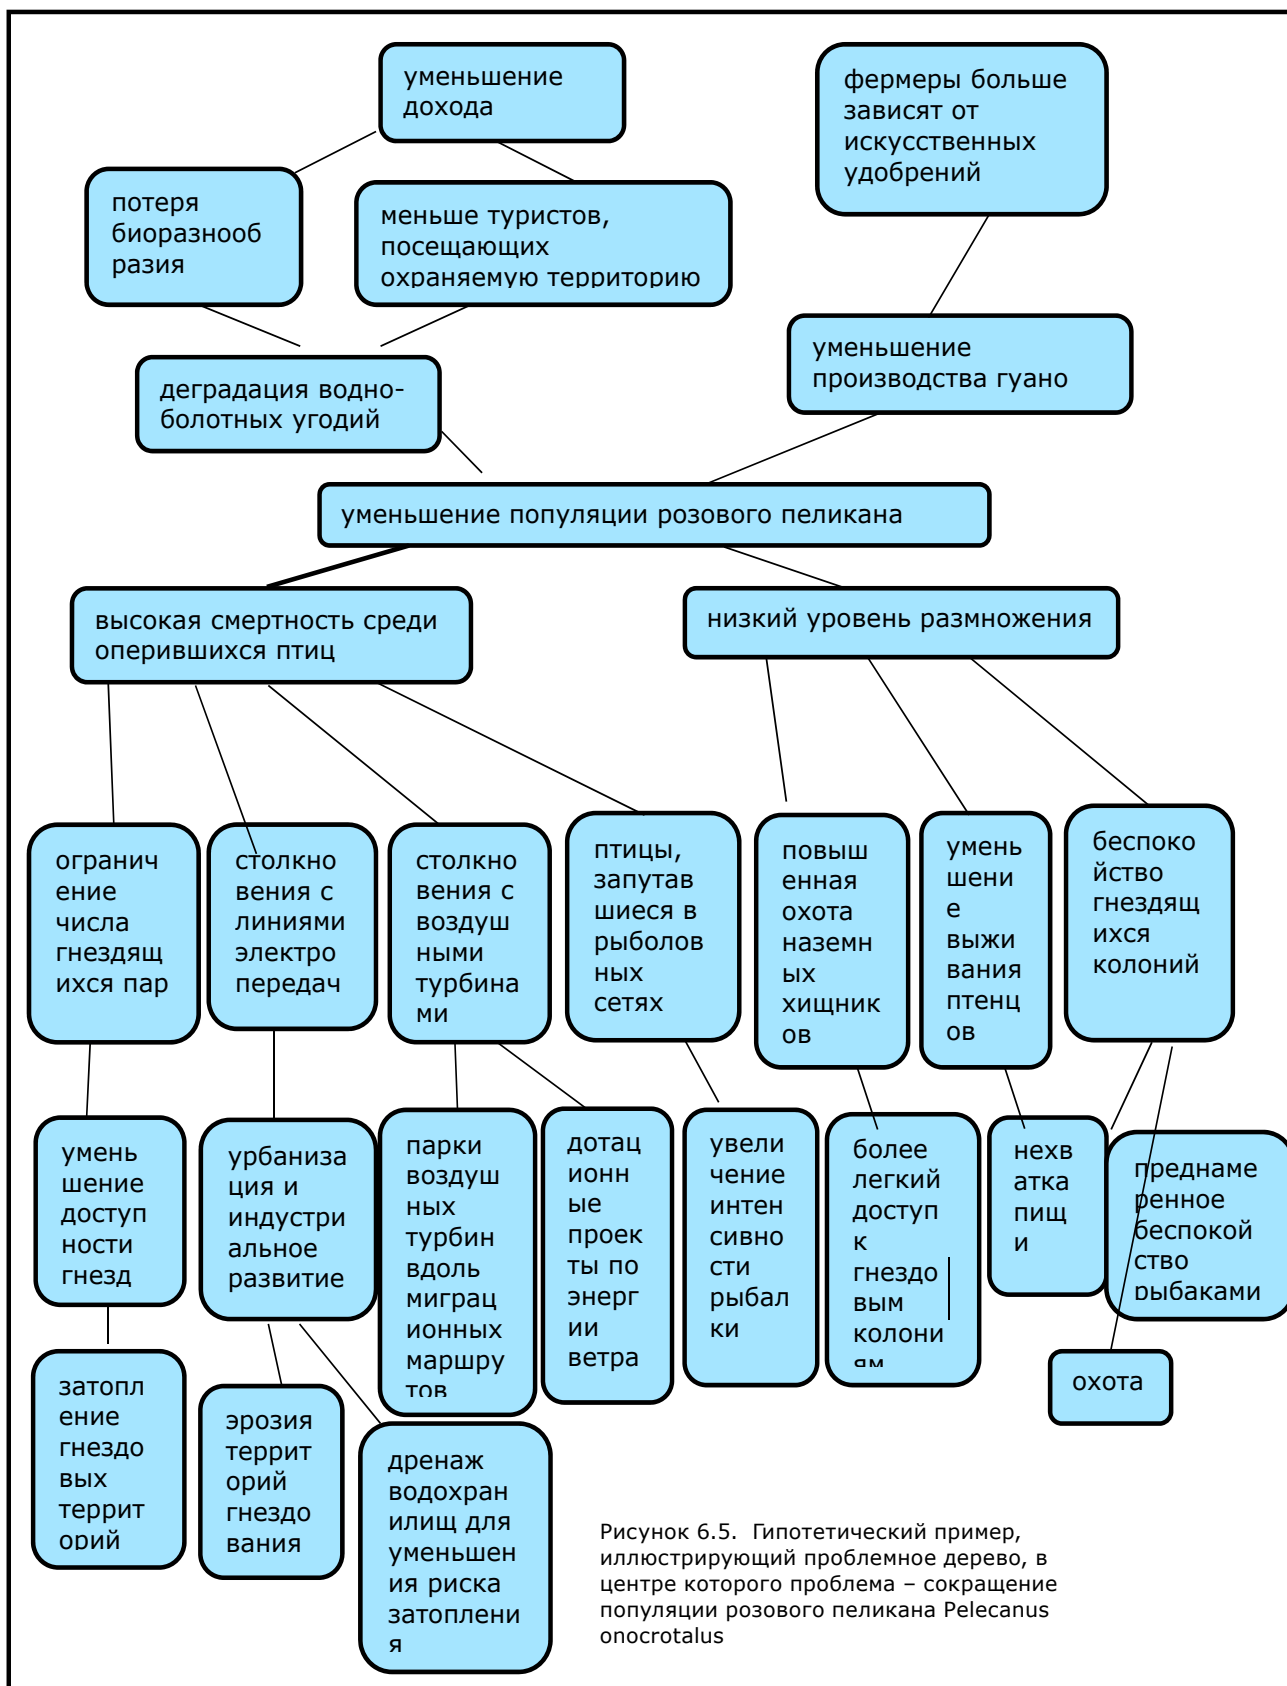 уменьшение
дохода
фермеры больше
зависят от
искусственных
удобрений
потеря
биоразнооб
разия
меньше туристов,
посещающих
охраняемую территорию
уменьшение
производства гуано
деградация водно-
болотных угодий
уменьшение популяции розового пеликана
высокая смертность среди
оперившихся птиц
низкий уровень размножения
огранич
ение
числа
гнездящ
ихся пар
столкно
вения с
линиями
электро
передач
столкно
вения с
воздуш
ными
турбина
ми
птицы,
запутав
шиеся в
рыболов
ных
сетях
повыш
енная
охота
наземн
ых
хищник
ов
умень
шени
е
выжи
вания
птенц
ов
беспоко
йство
гнездящ
ихся
колоний
умень
шение
доступ
ности
гнезд
урбаниза
ция и
индустри
альное
развитие
парки
воздуш
ных
турбин
вдоль
миграц
ионных
маршру
тов
дотац
ионн
ые
проек
ты по
энерг
ии
ветра
увели
чение
интен
сивно
сти
рыбал
ки
более
легкий
доступ
к
гнездо
вым
колони
ям
нехв
атка
пищ
и
преднаме
ренное
беспокой
ство
рыбаками
охота
затопл
ение
гнездо
вых
террит
орий
эрозия
террит
орий
гнездо
вания
дренаж
водохран
илищ для
уменьшен
ия риска
затоплени
я
Рисунок 6.5.  Гипотетический пример,
иллюстрирующий проблемное дерево, в
центре которого проблема – сокращение
популяции розового пеликана Pelecanus
onocrotalus